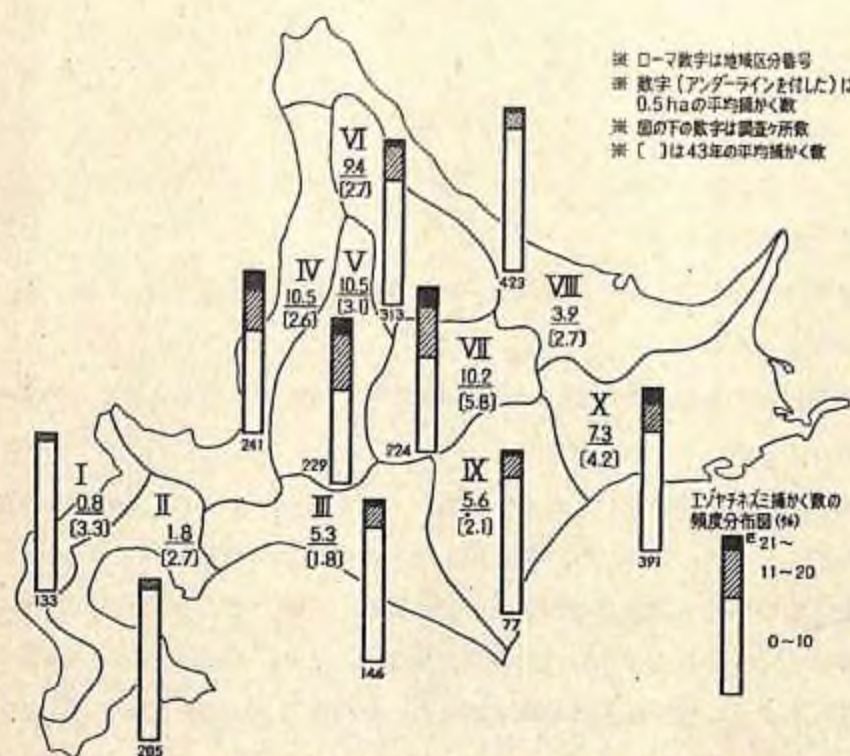 ※ ローマ数字は地域区分番号
※ 数字(アンダーラインを付した)は
0.5haの平均捕かく数
※ 図の下の数字は調査ヶ所数
※ 〔 〕は43年の平均捕かく数
VI
9.4
〔2.7〕
313
423
IV
10.5
〔2.6〕
241
V
10.5
〔3.1〕
229
VIII
3.9
〔2.7〕
VII
10.2
〔5.8〕
224
X
7.3
〔4.2〕
391
I
0.8
〔3.3〕
133
II
1.8
〔2.7〕
205
III
5.3
〔1.8〕
146
IX
5.6
〔2.1〕
77
エゾヤチネズミ捕かく数の
頻度分布図(%)
21~
11~20
0~10